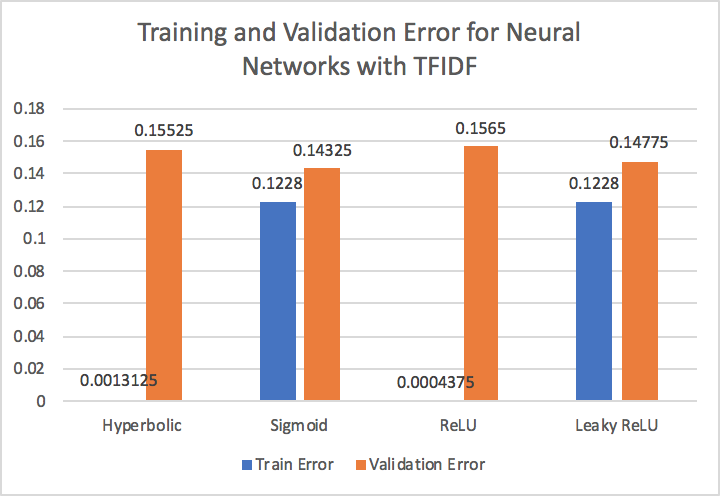 Training and Validation Error for Neural
Networks with TFIDF
0.18
0.16
0.14
0.12
0.1
0.08
0.06
0.04
0.02
0
0.0013125
0.15525
0.1228
0.14325
0.0004375
0.1565
0.1228
0.14775
Hyperbolic
Sigmoid
ReLU
Leaky ReLU
Train Error
Validation Error